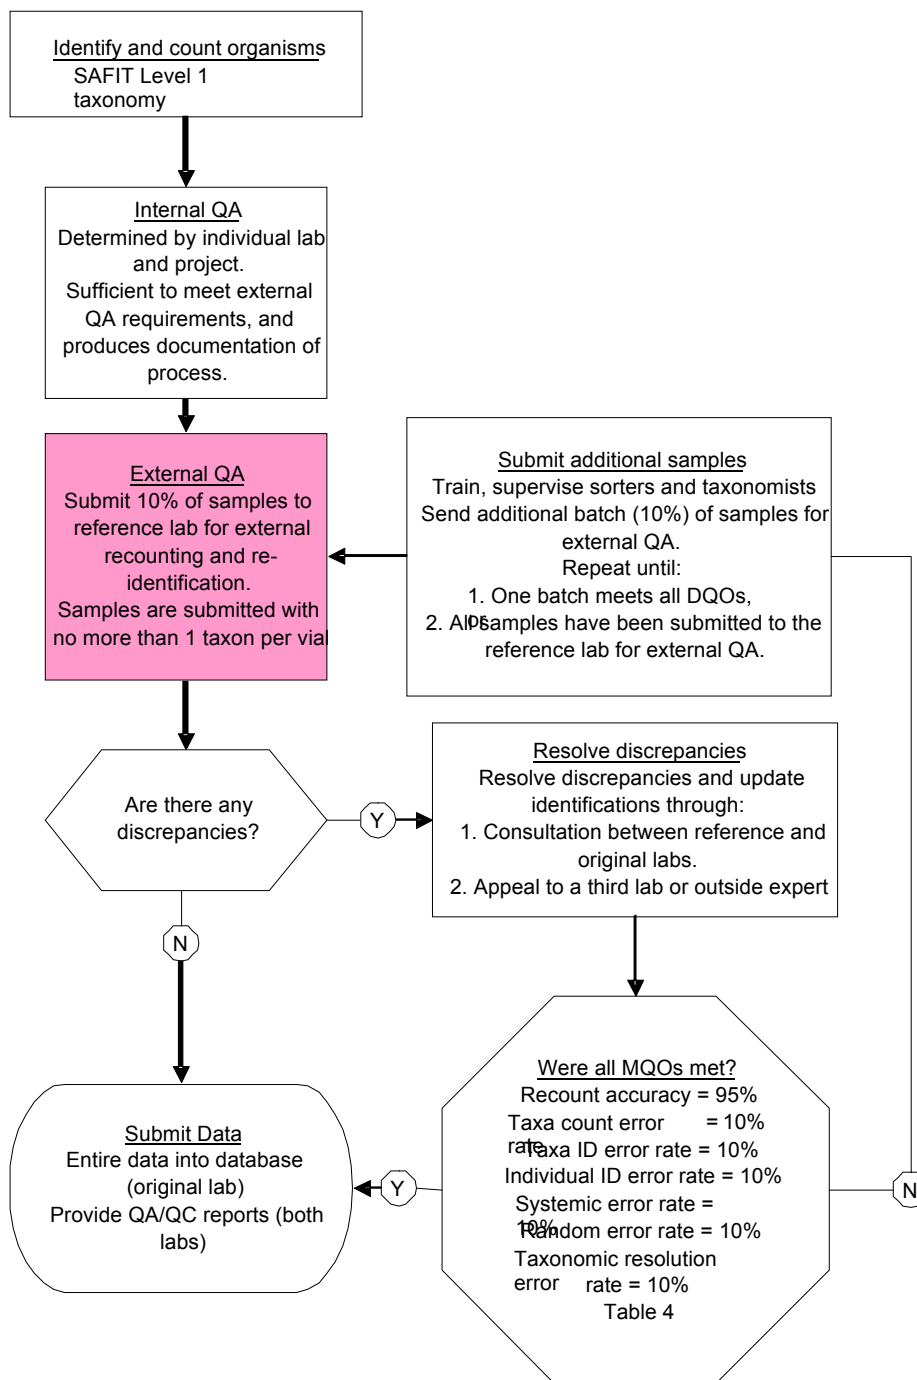 Identify and count organisms
SAFIT Level 1
taxonomy
Internal QA
Determined by individual lab
and project.
Sufficient to meet external
QA requirements, and
produces documentation of
process.
External QA
Submit 10% of samples to
reference lab for external
recounting and re-
identification.
Samples are submitted with
no more than 1 taxon per vial
Submit additional samples
Train, supervise sorters and taxonomists
Send additional batch (10%) of samples for
external QA.
Repeat until:
1. One batch meets all DQOs,
or
2. All samples have been submitted to the
reference lab for external QA.
Are there any
discrepancies?
Y
Resolve discrepancies
Resolve discrepancies and update
identifications through:
1. Consultation between reference and
original labs.
2. Appeal to a third lab or outside expert
N
Were all MQOs met?
Recount accuracy = 95%
Taxa count error = 10%
rate
Taxa ID error rate = 10%
Individual ID error rate = 10%
Systemic error rate =
10%
Random error rate = 10%
Taxonomic resolution
error rate = 10%
Table 4
Y
N
Submit Data
Entire data into database
(original lab)
Provide QA/QC reports (both
labs)